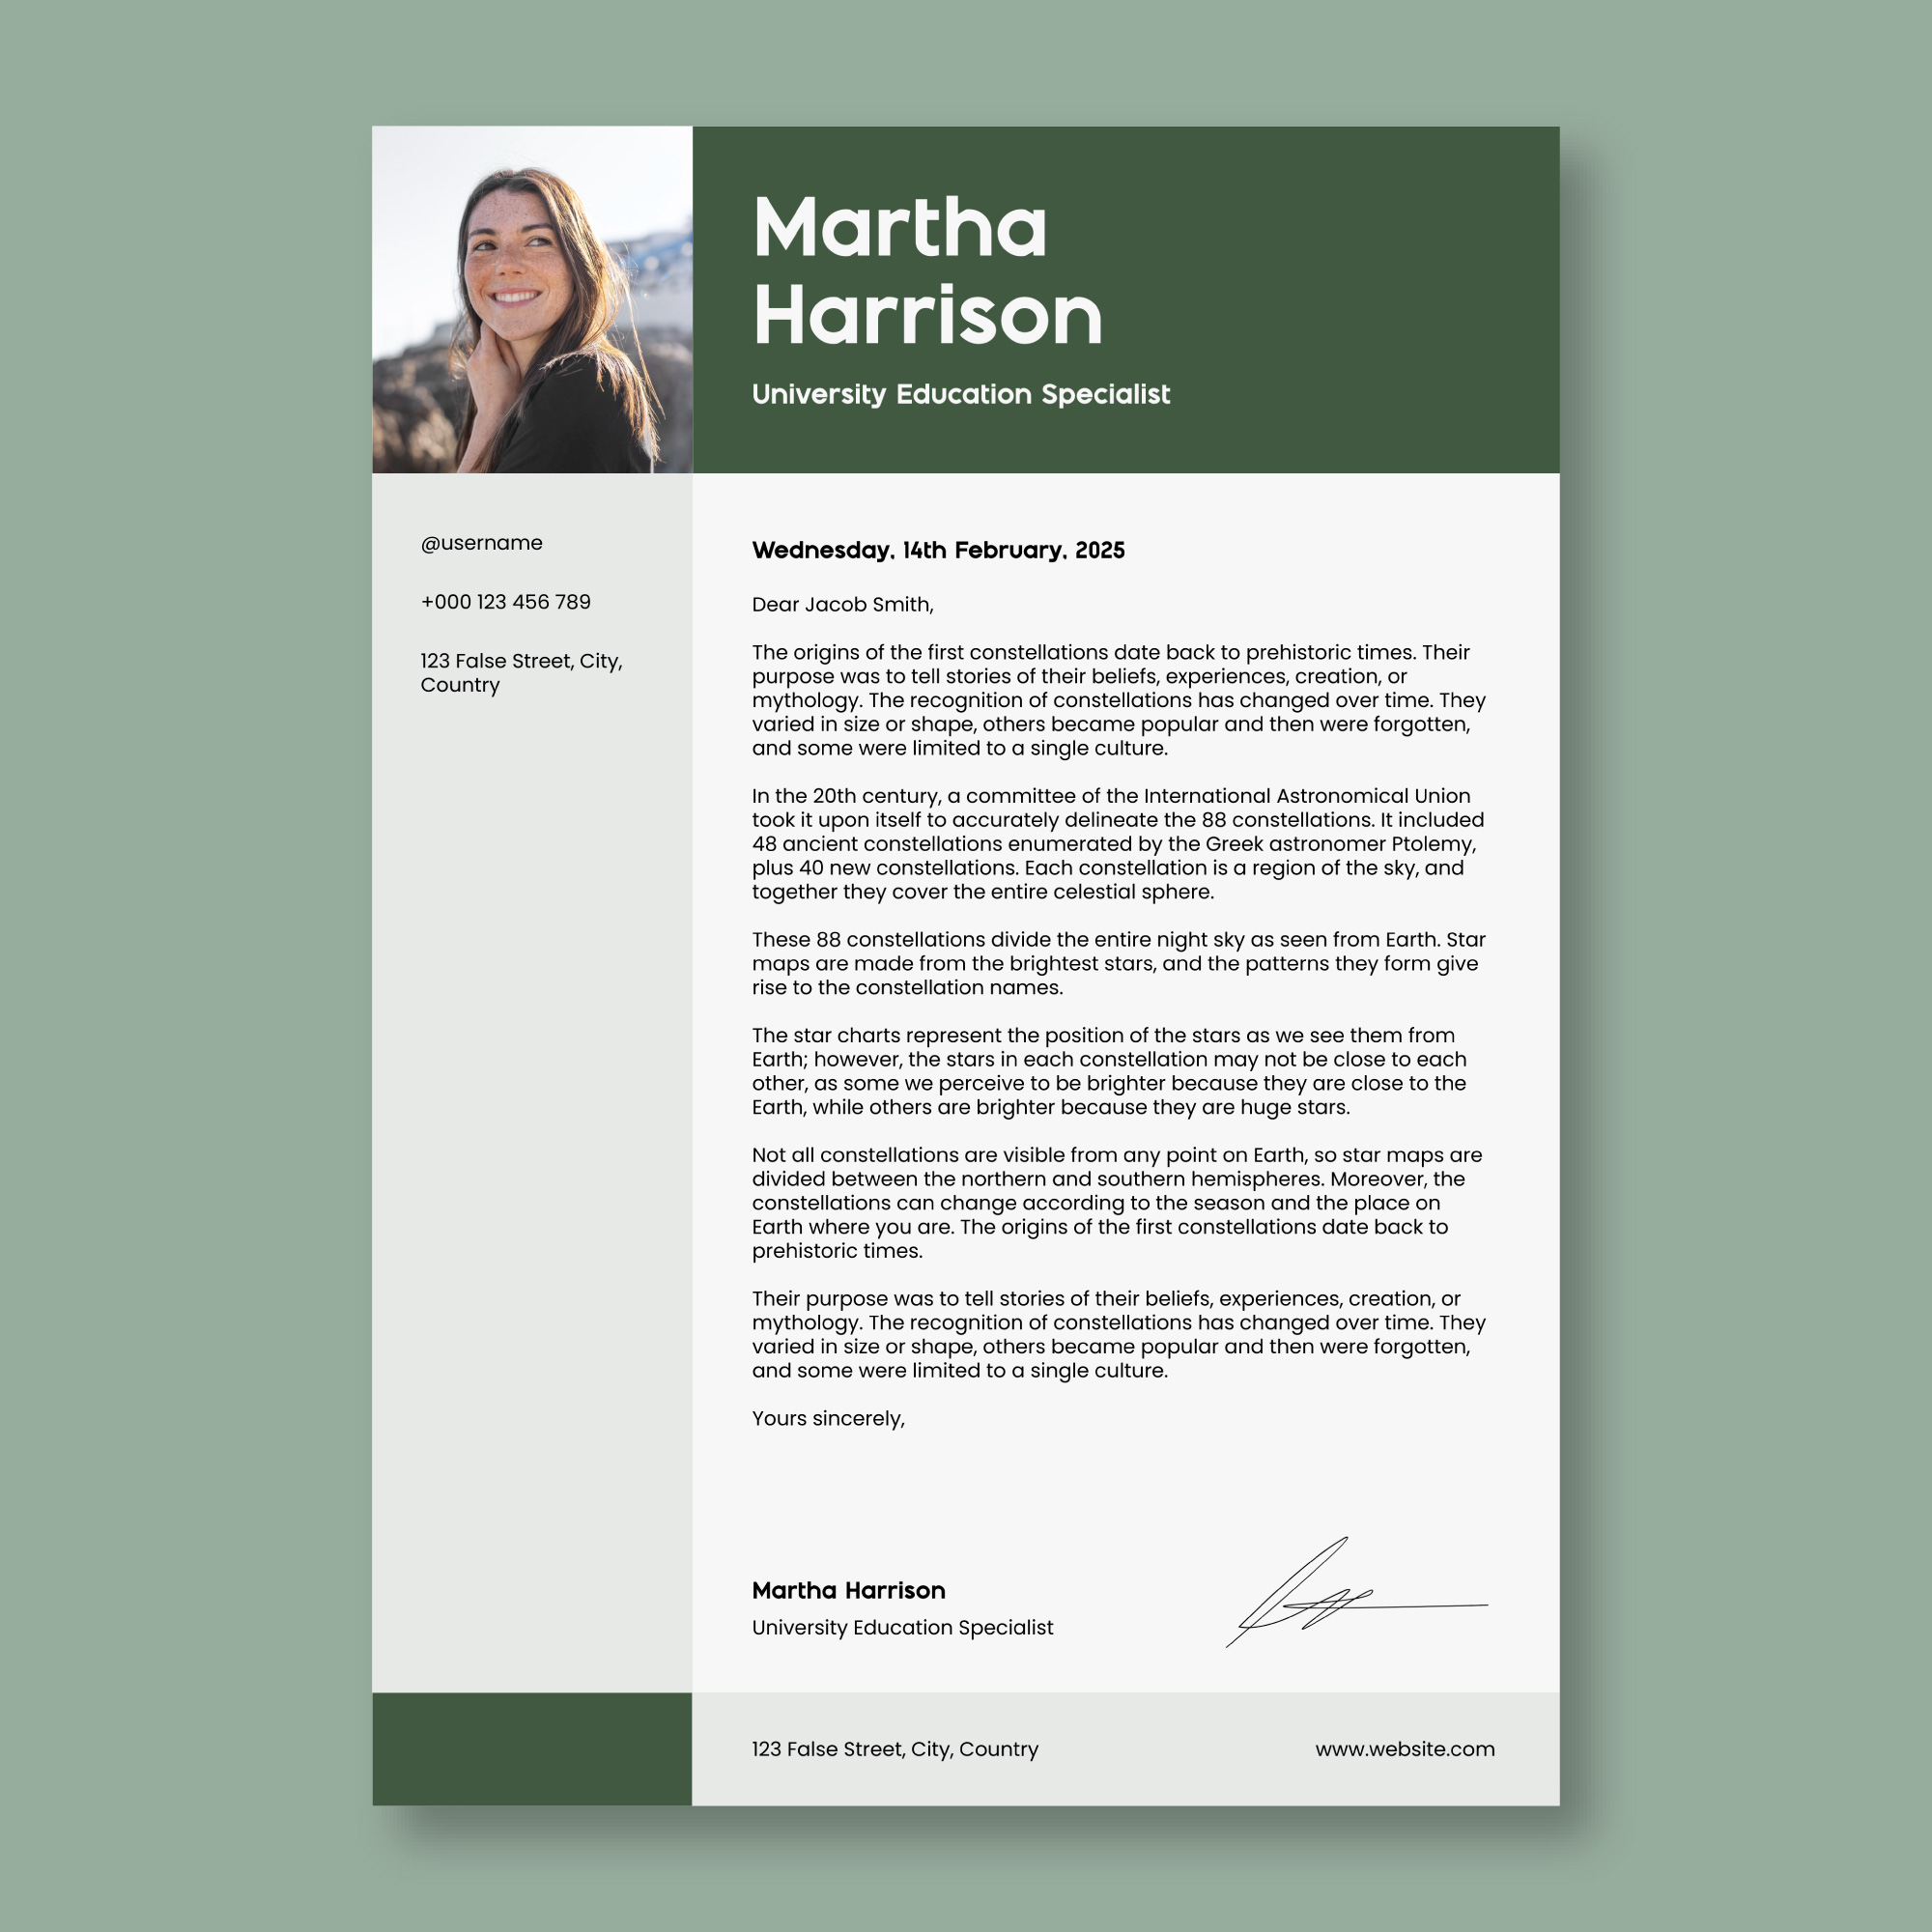 Martha
Harrison
University Education Specialist
@username
+000 123 456 789
123 False Street, City,
Country
Wednesday, 14th February, 2025
Dear Jacob Smith,
The origins of the first constellations date back to prehistoric times. Their
purpose was to tell stories of their beliefs, experiences, creation, or
mythology. The recognition of constellations has changed over time. They
varied in size or shape, others became popular and then were forgotten,
and some were limited to a single culture.
In the 20th century, a committee of the International Astronomical Union
took it upon itself to accurately delineate the 88 constellations. It included
48 ancient constellations enumerated by the Greek astronomer Ptolemy,
plus 40 new constellations. Each constellation is a region of the sky, and
together they cover the entire celestial sphere.
These 88 constellations divide the entire night sky as seen from Earth. Star
maps are made from the brightest stars, and the patterns they form give
rise to the constellation names.
The star charts represent the position of the stars as we see them from
Earth; however, the stars in each constellation may not be close to each
other, as some we perceive to be brighter because they are close to the
Earth, while others are brighter because they are huge stars.
Not all constellations are visible from any point on Earth, so star maps are
divided between the northern and southern hemispheres. Moreover, the
constellations can change according to the season and the place on
Earth where you are. The origins of the first constellations date back to
prehistoric times.
Their purpose was to tell stories of their beliefs, experiences, creation, or
mythology. The recognition of constellations has changed over time. They
varied in size or shape, others became popular and then were forgotten,
and some were limited to a single culture.
Yours sincerely,
Martha Harrison
University Education Specialist
123 False Street, City, Country
www.website.com